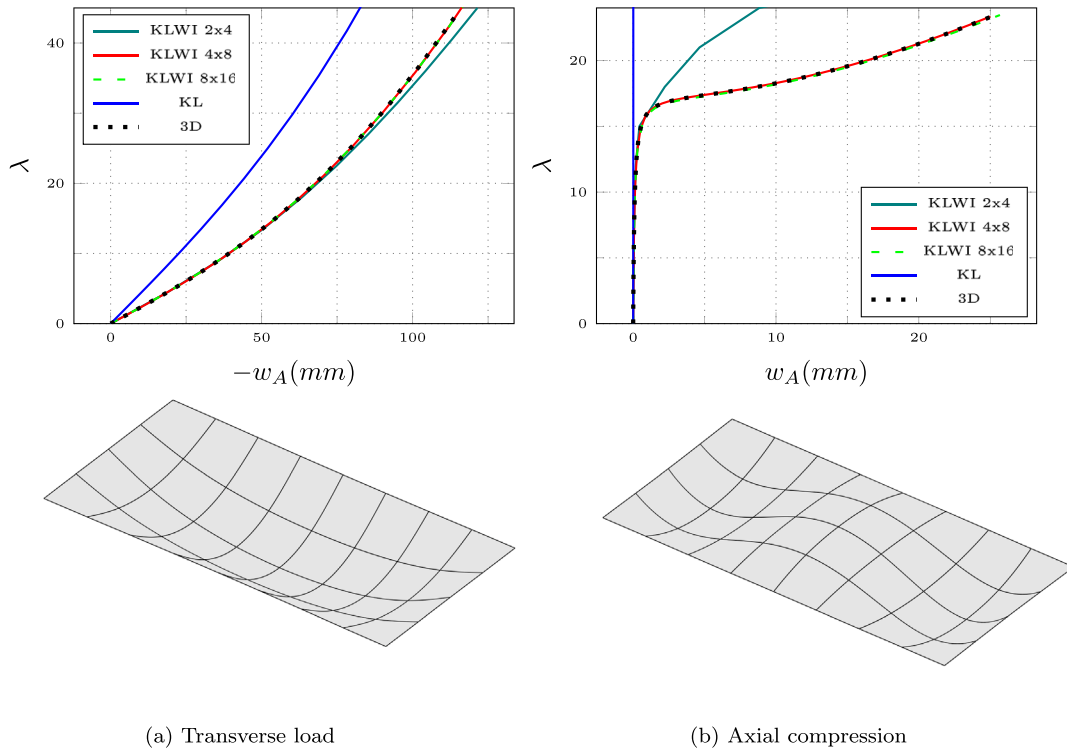 40
20
0
λ
KLWI 2x4
KLWI 4x8
KLWI 8x16
KL
3D
0
50
100
−w_A(mm)
20
10
0
λ
KLWI 2x4
KLWI 4x8
KLWI 8x16
KL
3D
0
10
20
w_A(mm)
(a) Transverse load
(b) Axial compression